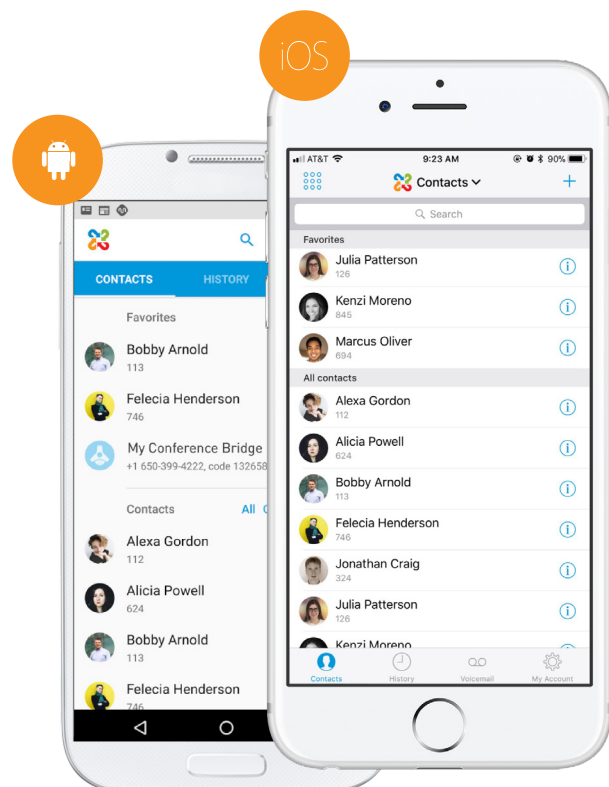 iOS
AT&T
9:23 AM
90%
Contacts
Search
Favorites
Julia Patterson
126
Kenzi Moreno
845
Marcus Oliver
694
All contacts
Alexa Gordon
112
Alicia Powell
624
Bobby Arnold
113
Felecia Henderson
746
Jonathan Craig
324
Julia Patterson
126
Kenzi Moreno
Contacts
History
Voicemail
My Account
CONTACTS
HISTORY
Favorites
Bobby Arnold
113
Felecia Henderson
746
My Conference Bridge
+1 650-399-4222, code 132658
Contacts
All
Alexa Gordon
112
Alicia Powell
624
Bobby Arnold
113
Felecia Henderson
746